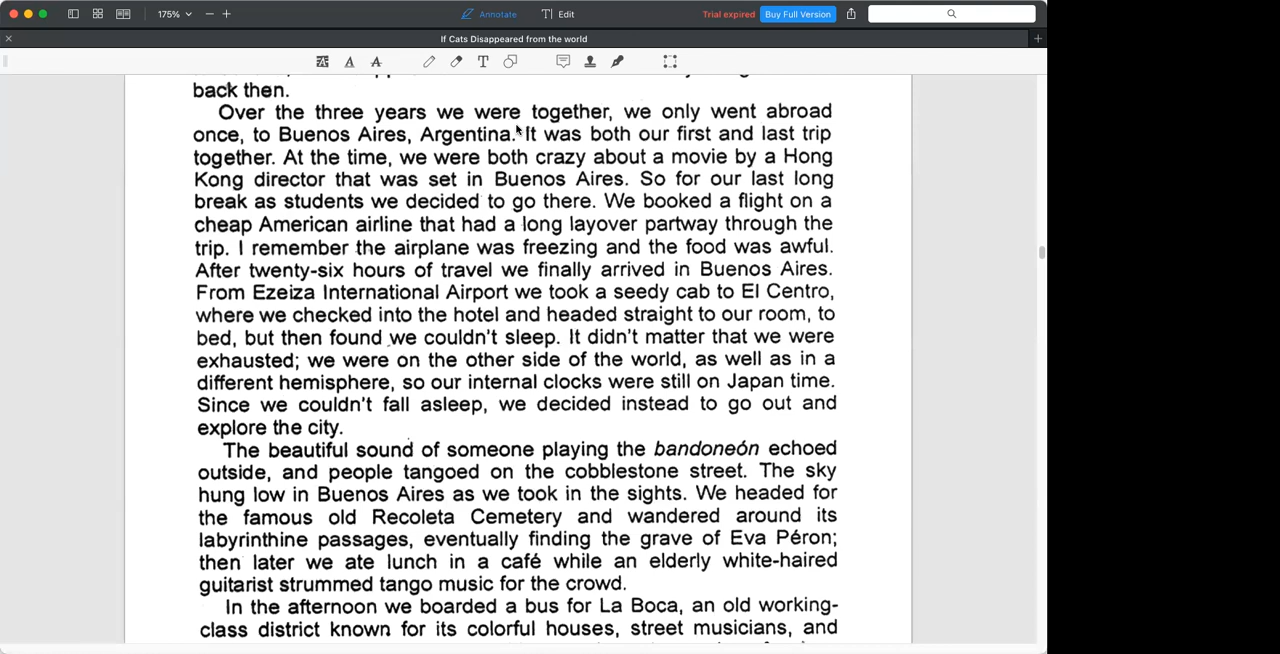 175%
Annotate
Edit
Trial expired
Buy Full Version
If Cats Disappeared from the world
back then.
Over the three years we were together, we only went abroad
once, to Buenos Aires, Argentina. It was both our first and last trip
together. At the time, we were both crazy about a movie by a Hong
Kong director that was set in Buenos Aires. So for our last long
break as students we decided to go there. We booked a flight on a
cheap American airline that had a long layover partway through the
trip. I remember the airplane was freezing and the food was awful.
After twenty-six hours of travel we finally arrived in Buenos Aires.
From Ezeiza International Airport we took a seedy cab to El Centro,
where we checked into the hotel and headed straight to our room, to
bed, but then found we couldn't sleep. It didn't matter that we were
exhausted; we were on the other side of the world, as well as in a
different hemisphere, so our internal clocks were still on Japan time.
Since we couldn't fall asleep, we decided instead to go out and
explore the city.
The beautiful sound of someone playing the bandoneón echoed
outside, and people tangoed on the cobblestone street. The sky
hung low in Buenos Aires as we took in the sights. We headed for
the famous old Recoleta Cemetery and wandered around its
labyrinthine passages, eventually finding the grave of Eva Péron;
then later we ate lunch in a café while an elderly white-haired
guitarist strummed tango music for the crowd.
In the afternoon we boarded a bus for La Boca, an old working-
class district known for its colorful houses, street musicians, and